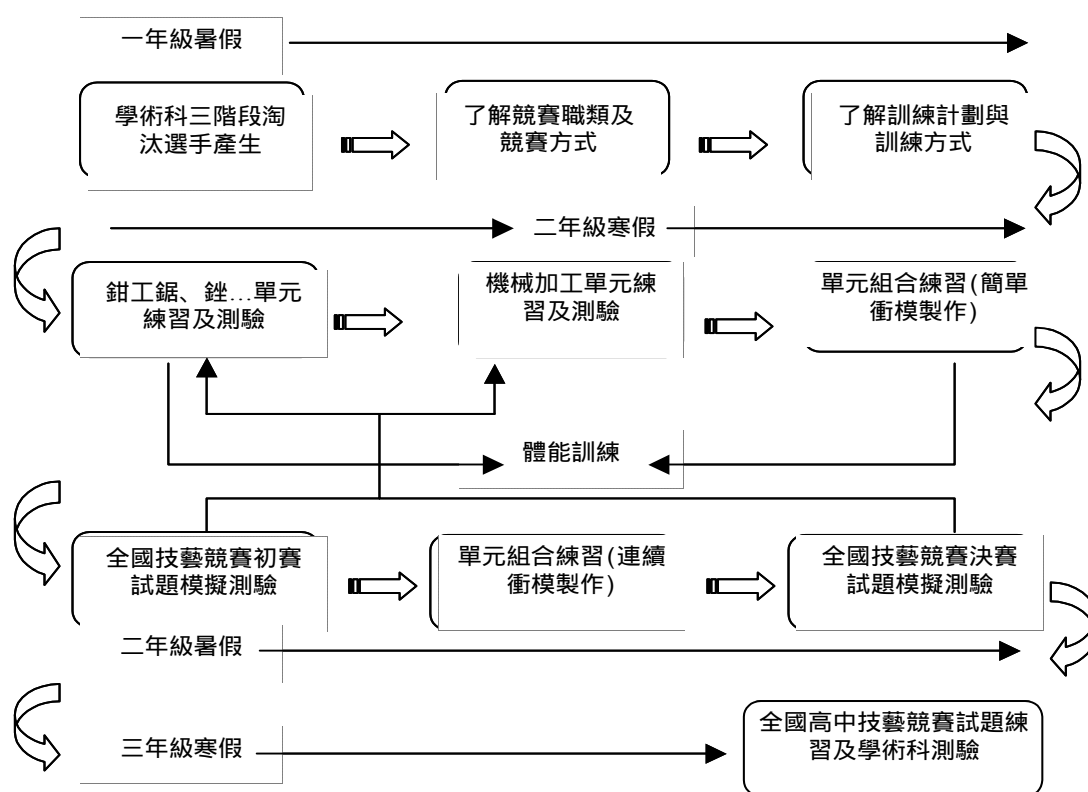 一年級暑假
學術科三階段淘
汰選手產生
了解競賽職類及
競賽方式
了解訓練計劃與
訓練方式
二年級寒假
鉗工鋸、銼…單元
練習及測驗
機械加工單元練
習及測驗
單元組合練習(簡單
衝模製作)
體能訓練
全國技藝競賽初賽
試題模擬測驗
單元組合練習(連續
衝模製作)
全國技藝競賽決賽
試題模擬測驗
二年級暑假
三年級寒假
全國高中技藝競賽試題練
習及學術科測驗